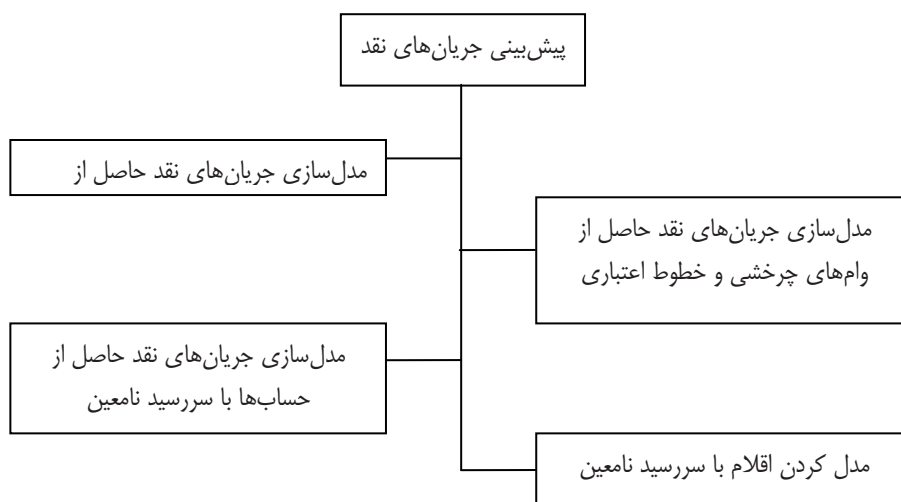 پیش‌بینی جریان‌های نقد
مدل‌سازی جریان‌های نقد حاصل از
مدل‌سازی جریان‌های نقد حاصل از
وام‌های چرخشی و خطوط اعتباری
مدل‌سازی جریان‌های نقد حاصل از
حساب‌ها با سررسید نامعین
مدل کردن اقلام با سررسید نامعین